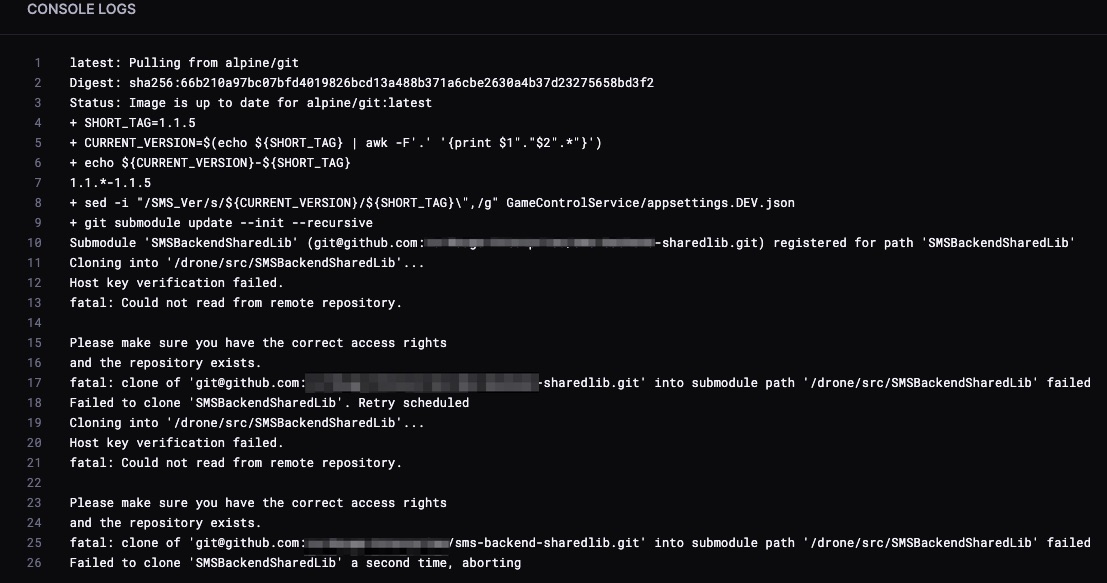 CONSOLE LOGS
1 latest: Pulling from alpine/git
2 Digest: sha256:66b210a97bc07bfd4019826bcd13a488b371a6cbe2630a4b37d23275658bd3f2
3 Status: Image is up to date for alpine/git:latest
4 + SHORT_TAG=1.1.5
5 + CURRENT_VERSION=$(echo ${SHORT_TAG} | awk -F'.' '{print $1"."$2".*"}')
6 + echo ${CURRENT_VERSION}-${SHORT_TAG}
7 1.1.*-1.1.5
8 + sed -i "/SMS_Ver/s/${CURRENT_VERSION}/${SHORT_TAG}\",/g" GameControlService/appsettings.DEV.json
9 + git submodule update --init --recursive
10 Submodule 'SMSBackendSharedLib' (git@github.com: -sharedlib.git) registered for path 'SMSBackendSharedLib'
11 Cloning into '/drone/src/SMSBackendSharedLib'...
12 Host key verification failed.
13 fatal: Could not read from remote repository.
14
15 Please make sure you have the correct access rights
16 and the repository exists.
17 fatal: clone of 'git@github.com: -sharedlib.git' into submodule path '/drone/src/SMSBackendSharedLib' failed
18 Failed to clone 'SMSBackendSharedLib'. Retry scheduled
19 Cloning into '/drone/src/SMSBackendSharedLib'...
20 Host key verification failed.
21 fatal: Could not read from remote repository.
22
23 Please make sure you have the correct access rights
24 and the repository exists.
25 fatal: clone of 'git@github.com: /sms-backend-sharedlib.git' into submodule path '/drone/src/SMSBackendSharedLib' failed
26 Failed to clone 'SMSBackendSharedLib' a second time, aborting